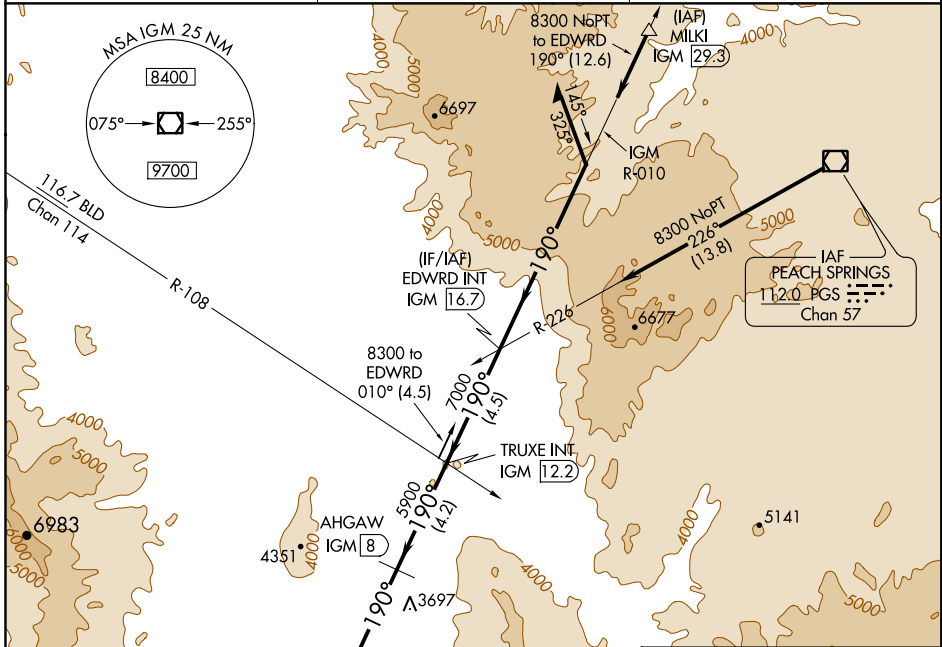 MSA IGM 25 NM
8400
075°
255°
9700
6697
4000
5000
8300 NoPT
to EDWRD
190° (12.6)
(IAF)
MILKI
IGM 29.3
4000
5000
145°
325°
IGM
R-010
116.7 BLD
Chan 114
R-108
4000
5000
190°
8300 NoPT
226°
(13.8)
5000
IAF
PEACH SPRINGS
112.0 PGS
Chan 57
(IF/IAF)
EDWRD INT
IGM 16.7
R-226
6000
6677
8300 to
EDWRD
010° (4.5)
7000
190°
(4.5)
TRUXE INT
IGM 12.2
4000
5000
6983
6000
5000
4351
4000
AHGAW
IGM 8
5900
190°
(4.2)
190°
3697
4000
4000
5141
5000